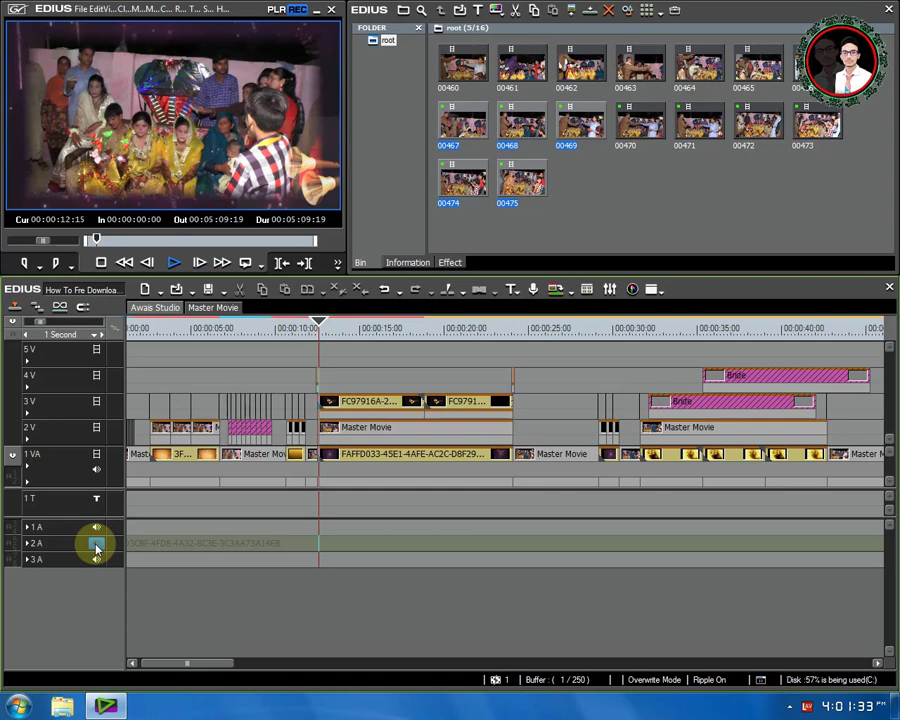 EDIUS File EditVi...C l...M...M...C...R...T...S...H...
PLR REC
Cur 00:00:12:15 In 00:00:00:00 Out 00:05:09:19 Dur 00:05:09:19
EDIUS
FOLDER
root
root (5/16)
00460 00461 00462 00463 00464 00465
00467 00468 00469 00470 00471 00472 00473
00474 00475
Bin Information Effect
EDIUS How To Fre Downloa...
Awais Studio Master Movie
1 Second
00:00:05;00 00:00:10;00 00:00:15;00 00:00:20;00 00:00:25;00 00:00:30;00 00:00:35;00 00:00:40;00
5 V
4 V Bride
3 V FC97916A-2... FC9791... Bride
2 V Master Movie Master Movie
1 VA Mast 3F... Master Mov FAFFD033-45E1-4AFE-AC2C-D8F29... Master Movie Master M
1 T T
1 A
2 A
3 A
1 Buffer : ( 1 / 250 ) Overwrite Mode Ripple On Disk :57% is being used(C:)
4:01:33 PM